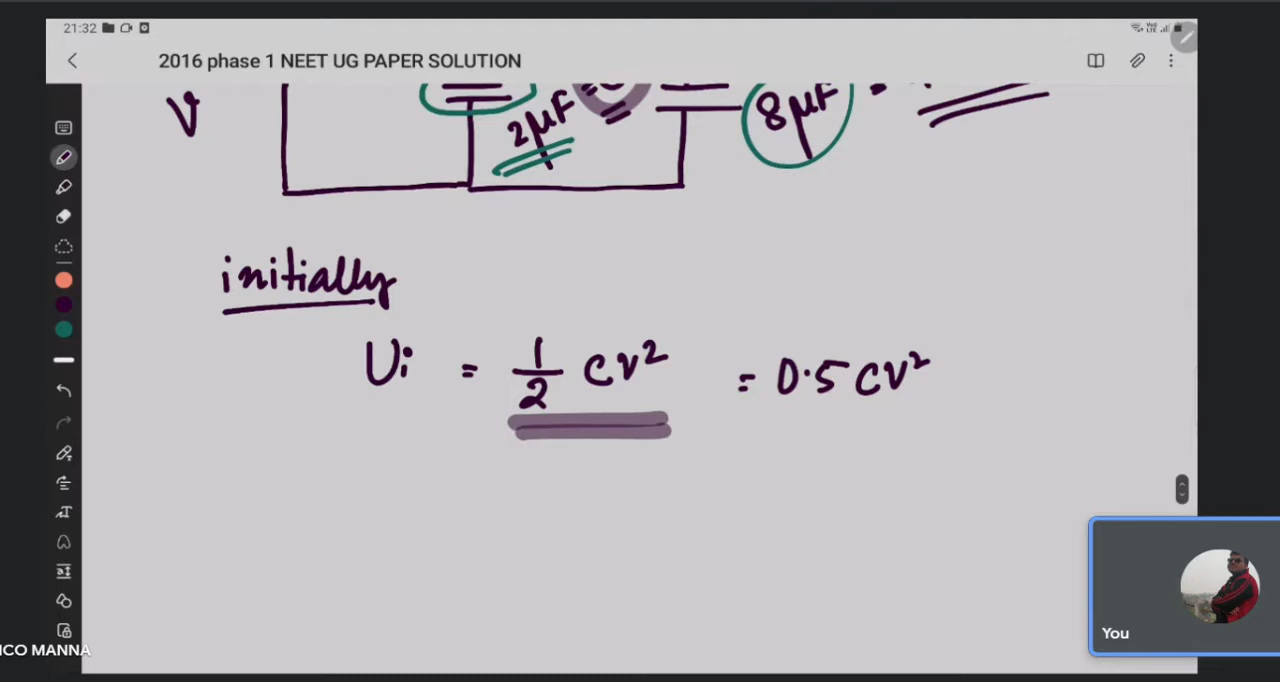 21:32
2016 phase 1 NEET UG PAPER SOLUTION
V
2μF
8μF
initially
Ui = 1/2 CV² = 0.5 CV²
You
ICO MANNA